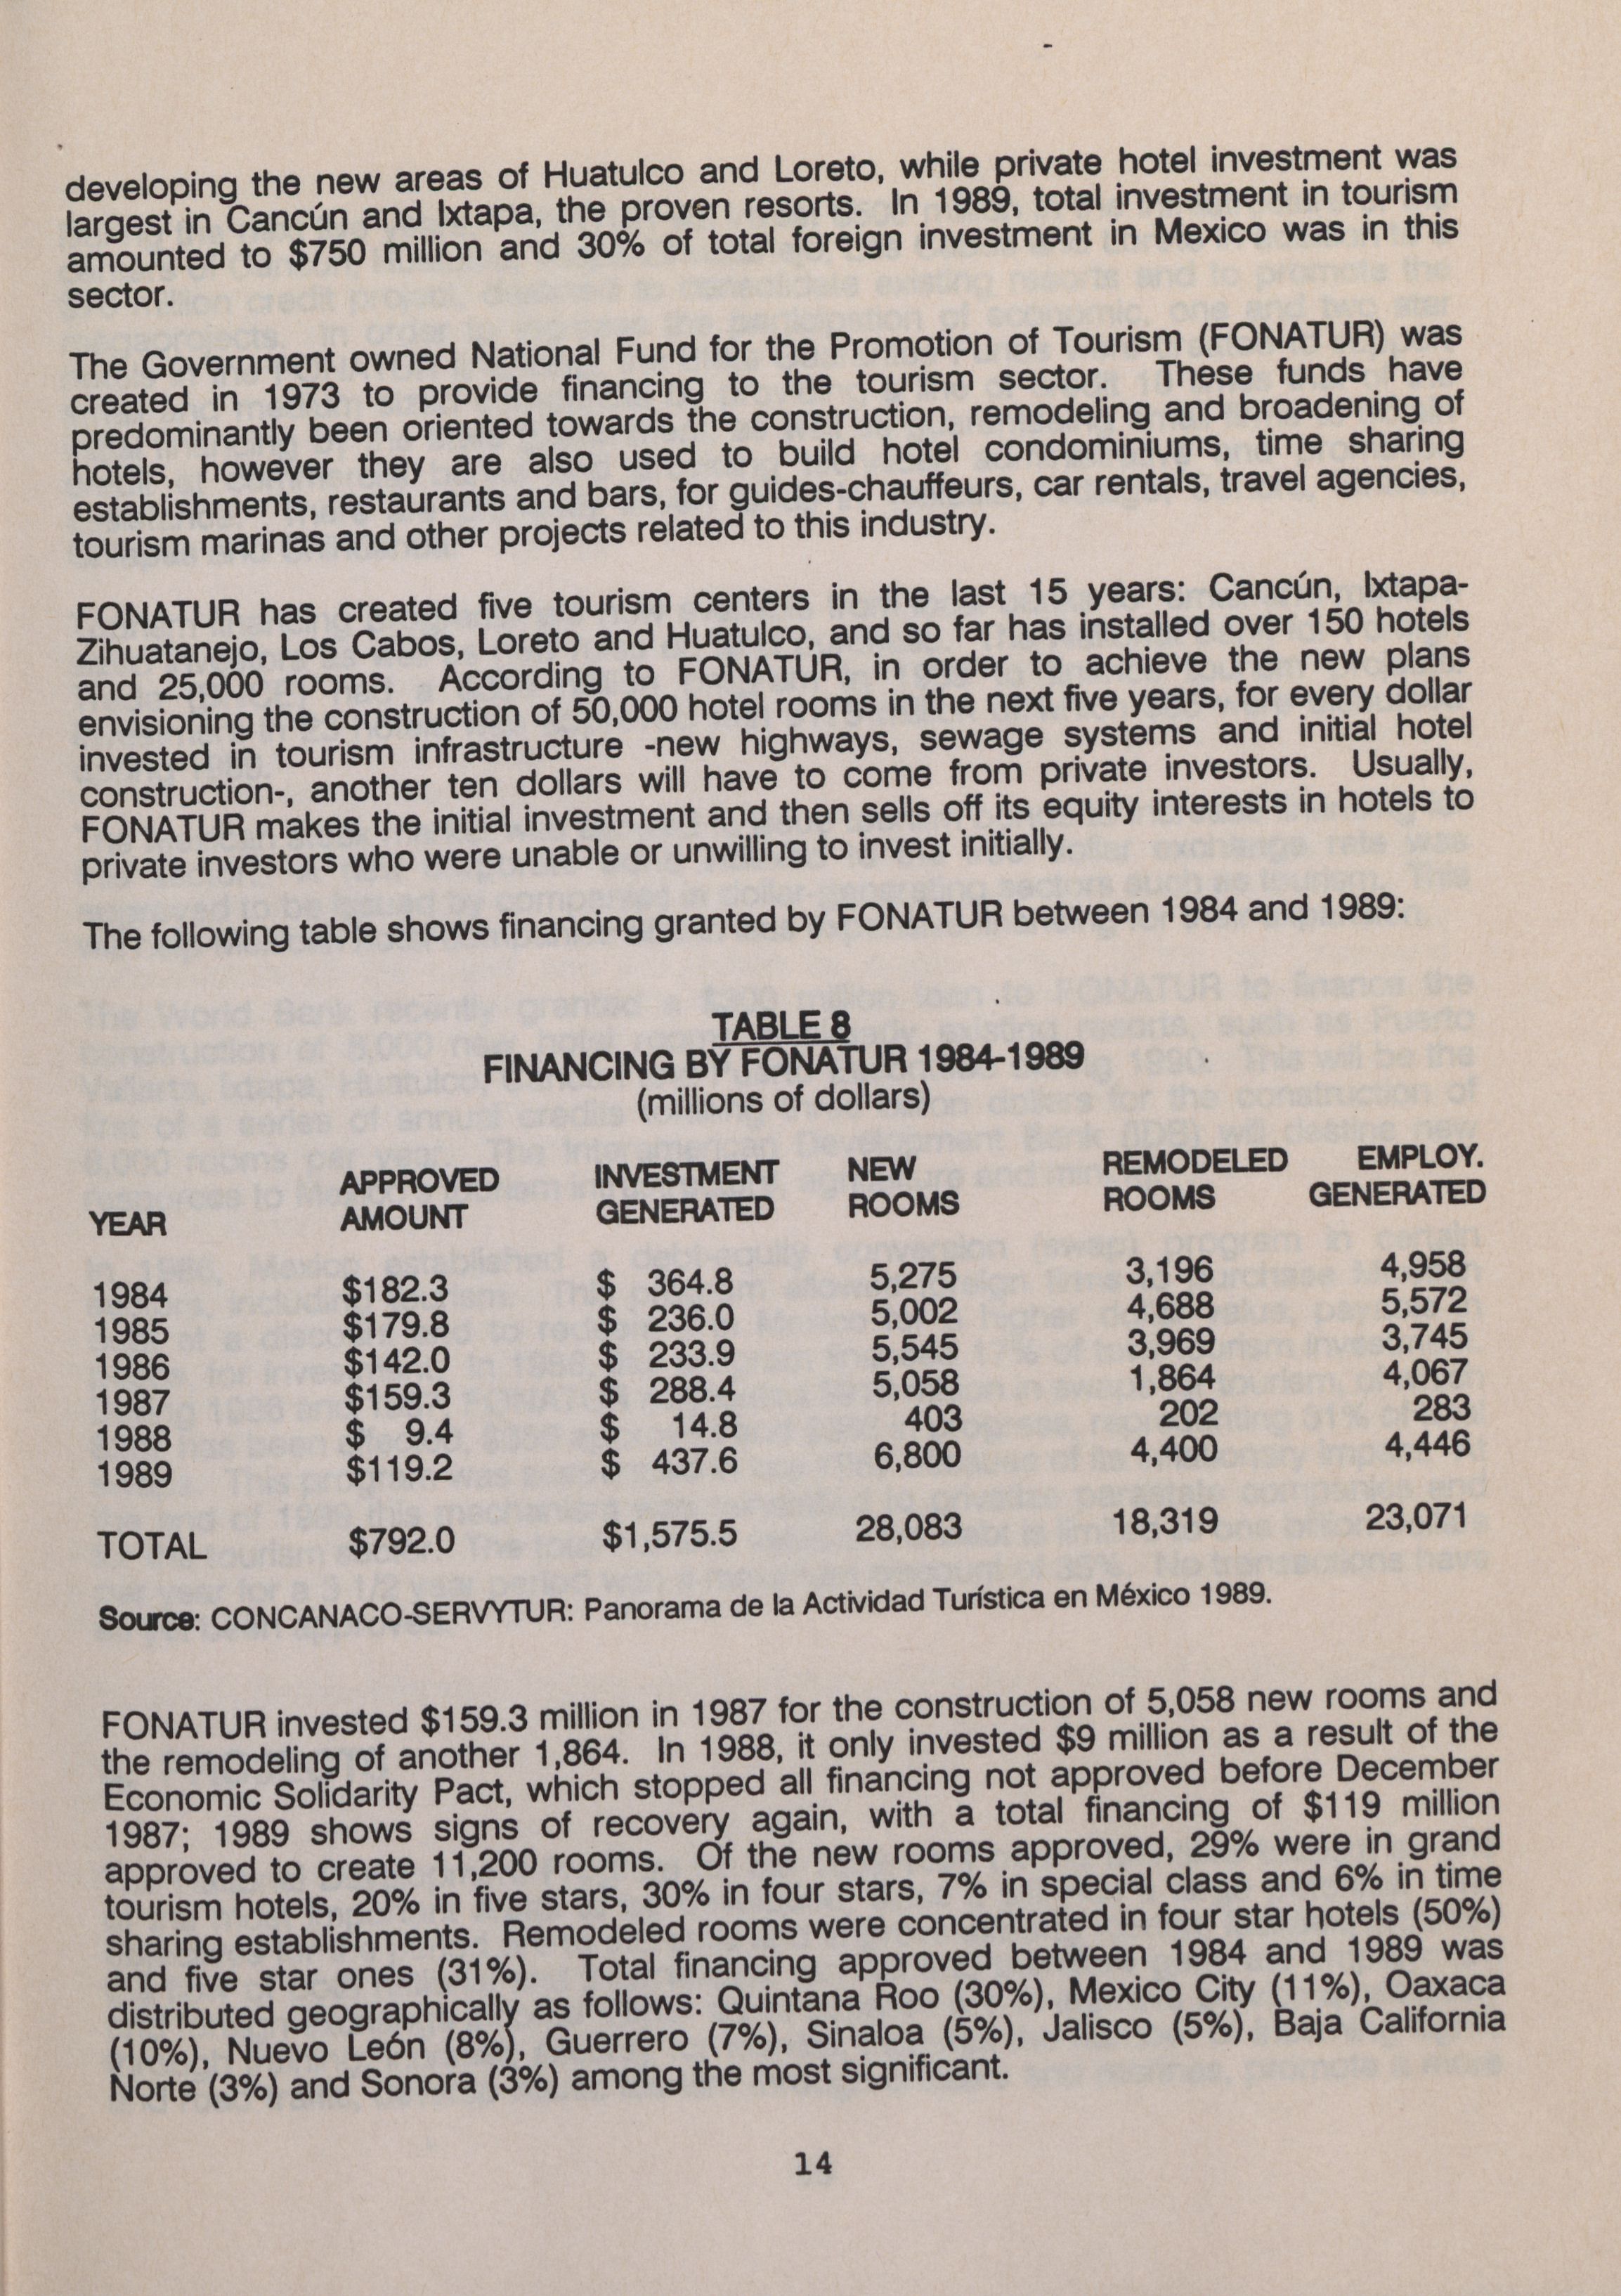 developing the new areas of Huatulco and Loreto, while private hotel investment was
largest in Cancún and Ixtapa, the proven resorts. In 1989, total investment in tourism
amounted to $750 million and 30% of total foreign investment in Mexico was in this
sector.
The Government owned National Fund for the Promotion of Tourism (FONATUR) was
created in 1973 to provide financing to the tourism sector. These funds have
predominantly been oriented towards the construction, remodeling and broadening of
hotels, however they are also used to build hotel condominiums, time sharing
establishments, restaurants and bars, for guides-chauffeurs, car rentals, travel agencies,
tourism marinas and other projects related to this industry.
FONATUR has created five tourism centers in the last 15 years: Cancún, Ixtapa-
Zihuatanejo, Los Cabos, Loreto and Huatulco, and so far has installed over 150 hotels
and 25,000 rooms. According to FONATUR, in order to achieve the new plans
envisioning the construction of 50,000 hotel rooms in the next five years, for every dollar
invested in tourism infrastructure -new highways, sewage systems and initial hotel
construction-, another ten dollars will have to come from private investors. Usually,
FONATUR makes the initial investment and then sells off its equity interests in hotels to
private investors who were unable or unwilling to invest initially.
The following table shows financing granted by FONATUR between 1984 and 1989:
TABLE 8
FINANCING BY FONATUR 1984-1989
(millions of dollars)
APPROVED INVESTMENT NEW REMODELED EMPLOY.
YEAR AMOUNT GENERATED ROOMS ROOMS GENERATED
1984 $182.3 $ 364.8 5,275 3,196 4,958
1985 $179.8 $ 236.0 5,002 4,688 5,572
1986 $142.0 $ 233.9 5,545 3,969 3,745
1987 $159.3 $ 288.4 5,058 1,864 4,067
1988 $ 9.4 $ 14.8 403 202 283
1989 $119.2 $ 437.6 6,800 4,400 4,446
TOTAL $792.0 $1,575.5 28,083 18,319 23,071
Source: CONCANACO-SERVYTUR: Panorama de la Actividad Turística en México 1989.
FONATUR invested $159.3 million in 1987 for the construction of 5,058 new rooms and
the remodeling of another 1,864. In 1988, it only invested $9 million as a result of the
Economic Solidarity Pact, which stopped all financing not approved before December
1987; 1989 shows signs of recovery again, with a total financing of $119 million
approved to create 11,200 rooms. Of the new rooms approved, 29% were in grand
tourism hotels, 20% in five stars, 30% in four stars, 7% in special class and 6% in time
sharing establishments. Remodeled rooms were concentrated in four star hotels (50%)
and five star ones (31%). Total financing approved between 1984 and 1989 was
distributed geographically as follows: Quintana Roo (30%), Mexico City (11%), Oaxaca
(10%), Nuevo León (8%), Guerrero (7%), Sinaloa (5%), Jalisco (5%), Baja California
Norte (3%) and Sonora (3%) among the most significant.
14